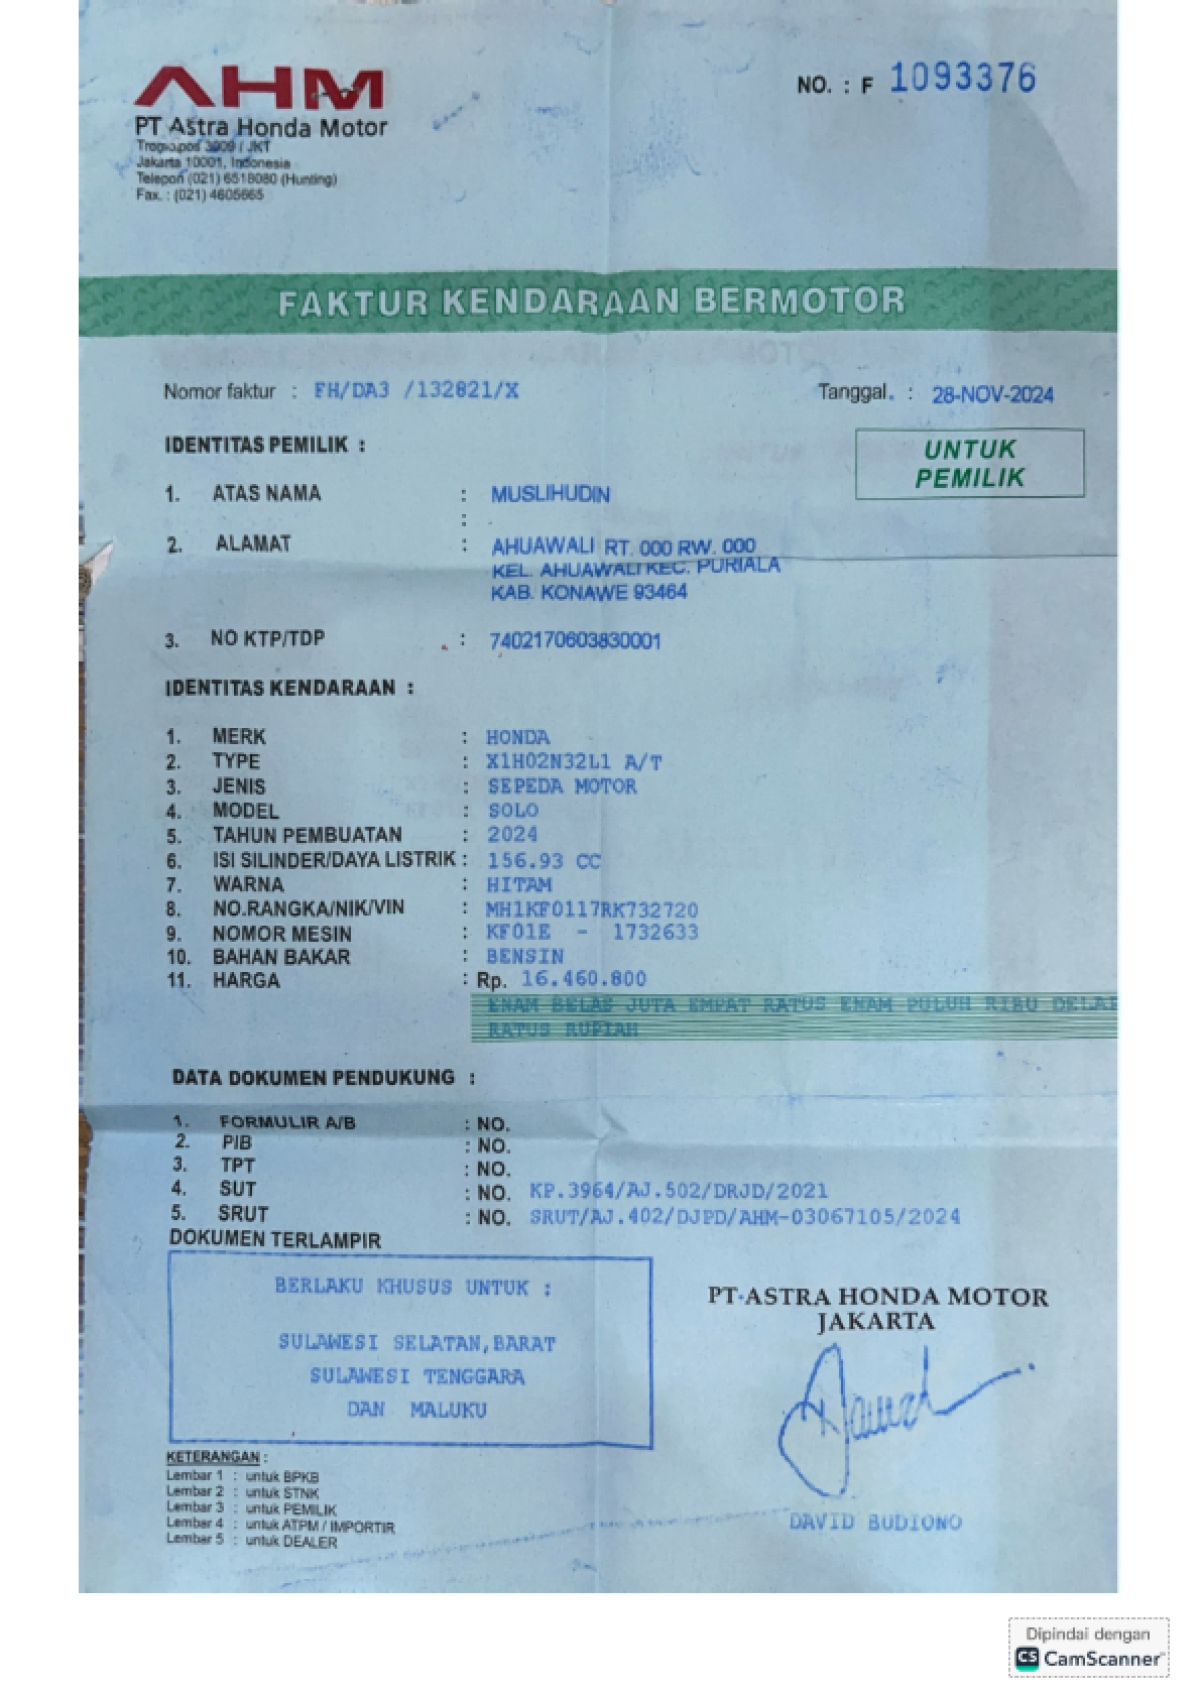 AHM
NO. : F 1093376
PT Astra Honda Motor
Jakarta 10001, Indonesia
Telepon (021) 6518080 (Hunting)
Fax. : (021) 4605665
FAKTUR KENDARAAN BERMOTOR
Nomor faktur : FH/DA3 /132821/X
Tanggal. : 28-NOV-2024
IDENTITAS PEMILIK :
UNTUK
PEMILIK
1. ATAS NAMA : MUSLIHUDIN
:
2. ALAMAT : AHUAWALI RT. 000 RW. 000
KEL. AHUAWALI KEC. PURIALA
KAB. KONAWE 93464
3. NO KTP/TDP : 7402170603830001
IDENTITAS KENDARAAN :
1. MERK : HONDA
2. TYPE : X1H02N32L1 A/T
3. JENIS : SEPEDA MOTOR
4. MODEL : SOLO
5. TAHUN PEMBUATAN : 2024
6. ISI SILINDER/DAYA LISTRIK : 156.93 CC
7. WARNA : HITAM
8. NO.RANGKA/NIK/VIN : MH1KF0117RK732720
9. NOMOR MESIN : KF01E - 1732633
10. BAHAN BAKAR : BENSIN
11. HARGA : Rp. 16.460.800
ENAM BELAS JUTA EMPAT RATUS ENAM PULUH RIBU DELAP
RATUS RUPIAH
DATA DOKUMEN PENDUKUNG :
1. FORMULIR A/B : NO.
2. PIB : NO.
3. TPT : NO.
4. SUT : NO. KP.3964/AJ.502/DRJD/2021
5. SRUT : NO. SRUT/AJ.402/DJPD/AHM-03067105/2024
DOKUMEN TERLAMPIR
BERLAKU KHUSUS UNTUK :
SULAWESI SELATAN,BARAT
SULAWESI TENGGARA
DAN MALUKU
PT. ASTRA HONDA MOTOR
JAKARTA
DAVID BUDIONO
KETERANGAN :
Lembar 1 : untuk BPKB
Lembar 2 : untuk STNK
Lembar 3 : untuk PEMILIK
Lembar 4 : untuk ATPM / IMPORTIR
Lembar 5 : untuk DEALER
Dipindai dengan
CS CamScanner